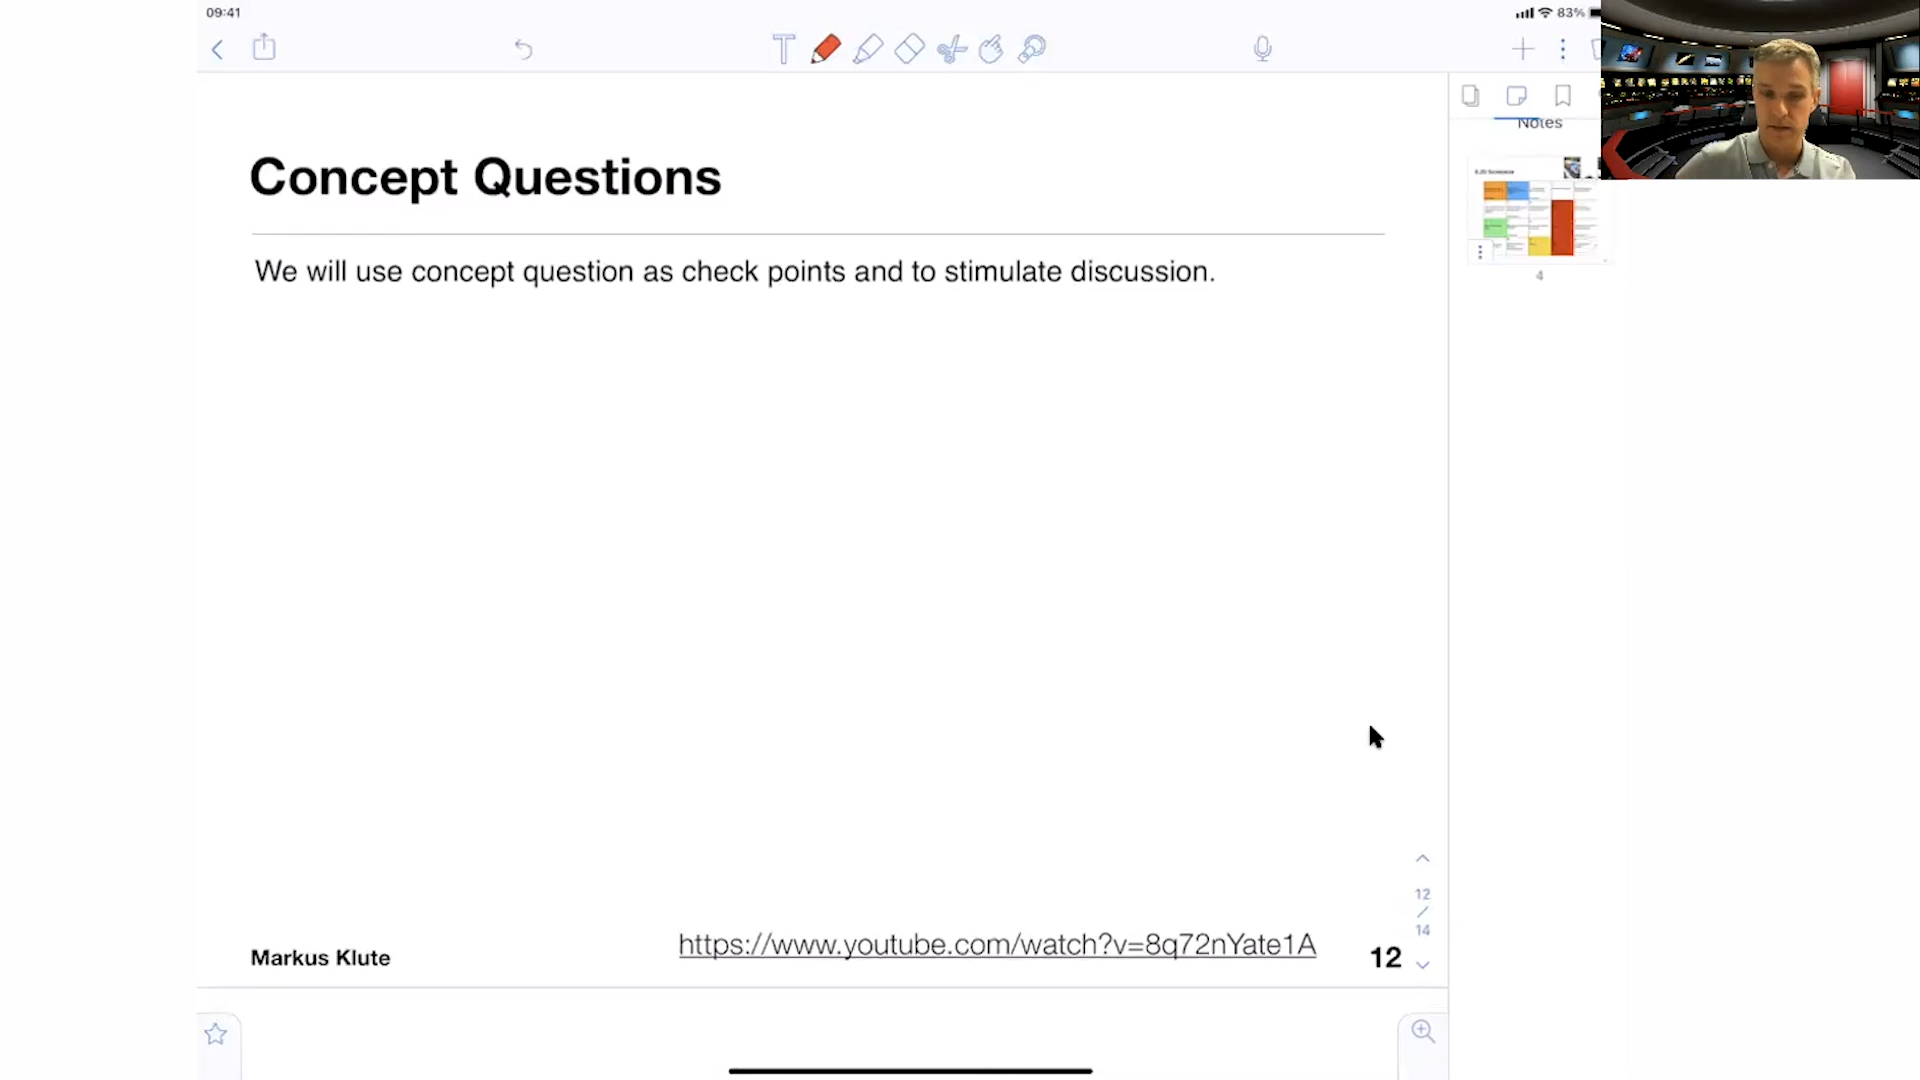 09:41
83%
Notes
Concept Questions
We will use concept question as check points and to stimulate discussion.
4
12
14
https://www.youtube.com/watch?v=8q72nYate1A
Markus Klute
12